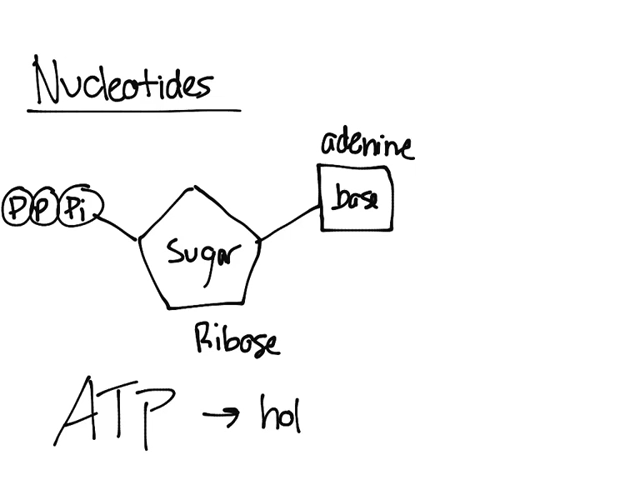 Nucleotides
adenine
P P Pi
base
Sugar
Ribose
ATP → hol